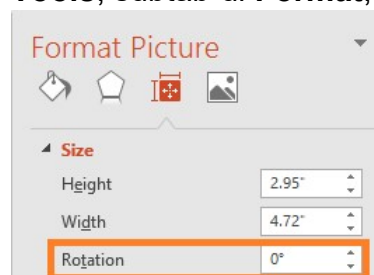 Format Picture
Size
Height
2.95"
Width
4.72"
Rotation
0°